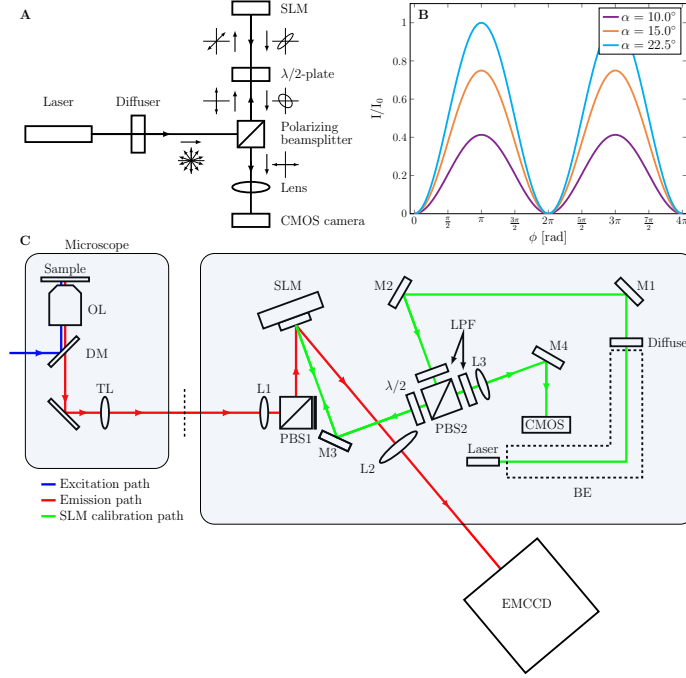 A
SLM
λ/2-plate
Laser
Diffuser
Polarizing
beamsplitter
Lens
CMOS camera
B
I/I₀
1
0.8
0.6
0.4
0.2
0
α = 10.0°
α = 15.0°
α = 22.5°
0 π/2 π 3π/2 2π 5π/2 3π 7π/2 4π
ϕ [rad]
C
Microscope
Sample
OL
DM
TL
L1
PBS1
SLM
M3
L2
M2
LPF
λ/2
PBS2
L3
M4
CMOS
M1
Diffuse
Laser
BE
EMCCD
Excitation path
Emission path
SLM calibration path